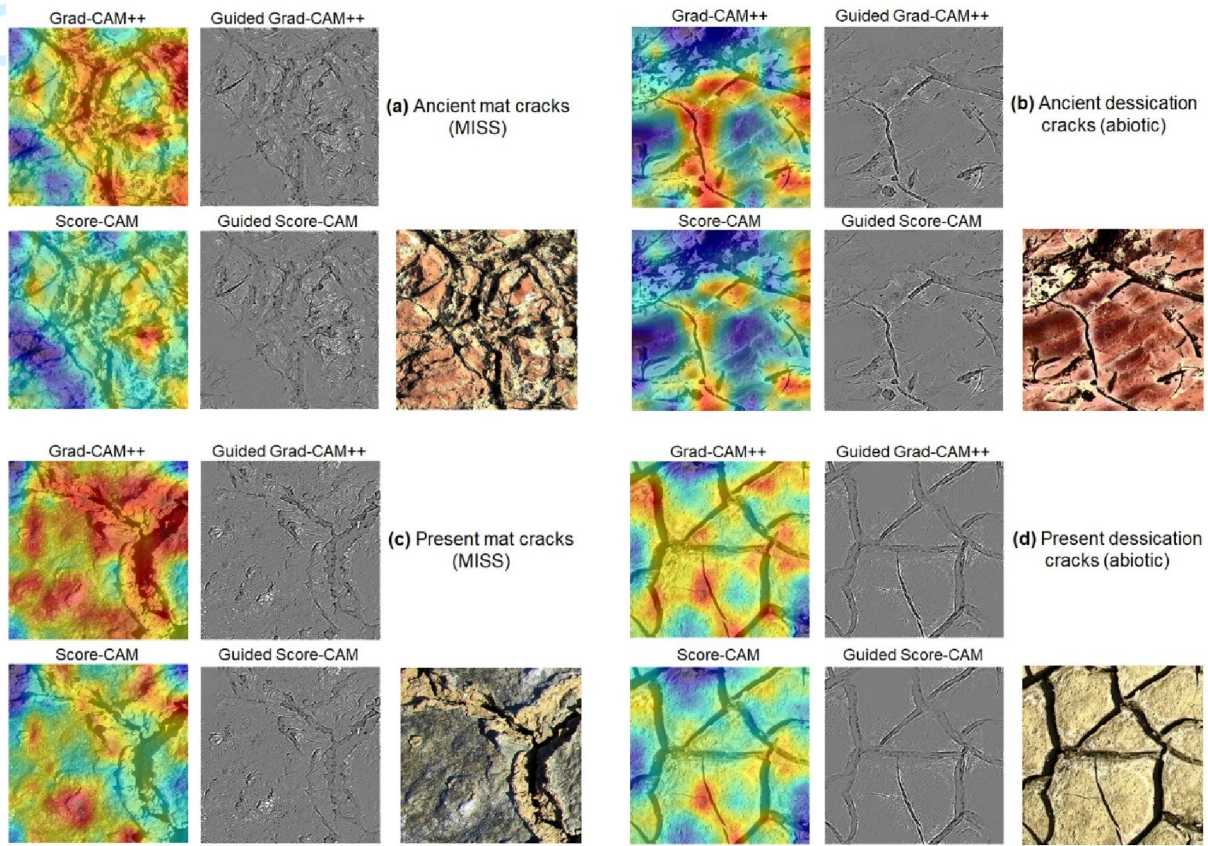 Grad-CAM++
Guided Grad-CAM++
(a) Ancient mat cracks
(MISS)
Score-CAM
Guided Score-CAM
Grad-CAM++
Guided Grad-CAM++
(b) Ancient dessication
cracks (abiotic)
Score-CAM
Guided Score-CAM
Grad-CAM++
Guided Grad-CAM++
(c) Present mat cracks
(MISS)
Score-CAM
Guided Score-CAM
Grad-CAM++
Guided Grad-CAM++
(d) Present dessication
cracks (abiotic)
Score-CAM
Guided Score-CAM